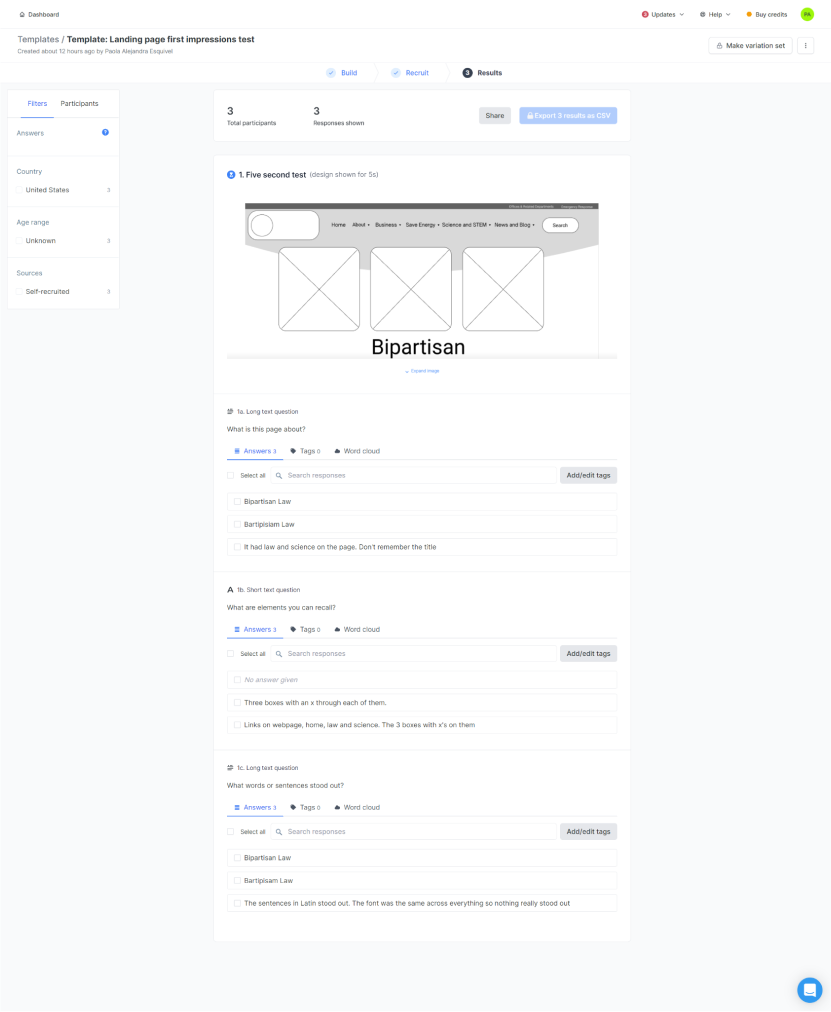 Dashboard
2 Updates
Help
Buy credits
PA
Templates / Template: Landing page first impressions test
Created about 12 hours ago by Paola Alejandra Esquivel
Make variation set
Build
Recruit
3 Results
Filters
Participants
Answers
?
Country
United States 3
Age range
Unknown 3
Sources
Self-recruited 3
3
Total participants
3
Responses shown
Share
Export 3 results as CSV
1. Five second test (design shown for 5s)
Home About Business Save Energy Science and STEM News and Blog Search
Bipartisan
Expand image
1a. Long text question
What is this page about?
Answers 3 Tags 0 Word cloud
Select all Search responses Add/edit tags
Bipartisan Law
Bartipisiam Law
It had law and science on the page. Don't remember the title
A 1b. Short text question
What are elements you can recall?
Answers 3 Tags 0 Word cloud
Select all Search responses Add/edit tags
No answer given
Three boxes with an x through each of them.
Links on webpage, home, law and science. The 3 boxes with x's on them
1c. Long text question
What words or sentences stood out?
Answers 3 Tags 0 Word cloud
Select all Search responses Add/edit tags
Bipartisan Law
Bartipisam Law
The sentences in Latin stood out. The font was the same across everything so nothing really stood out